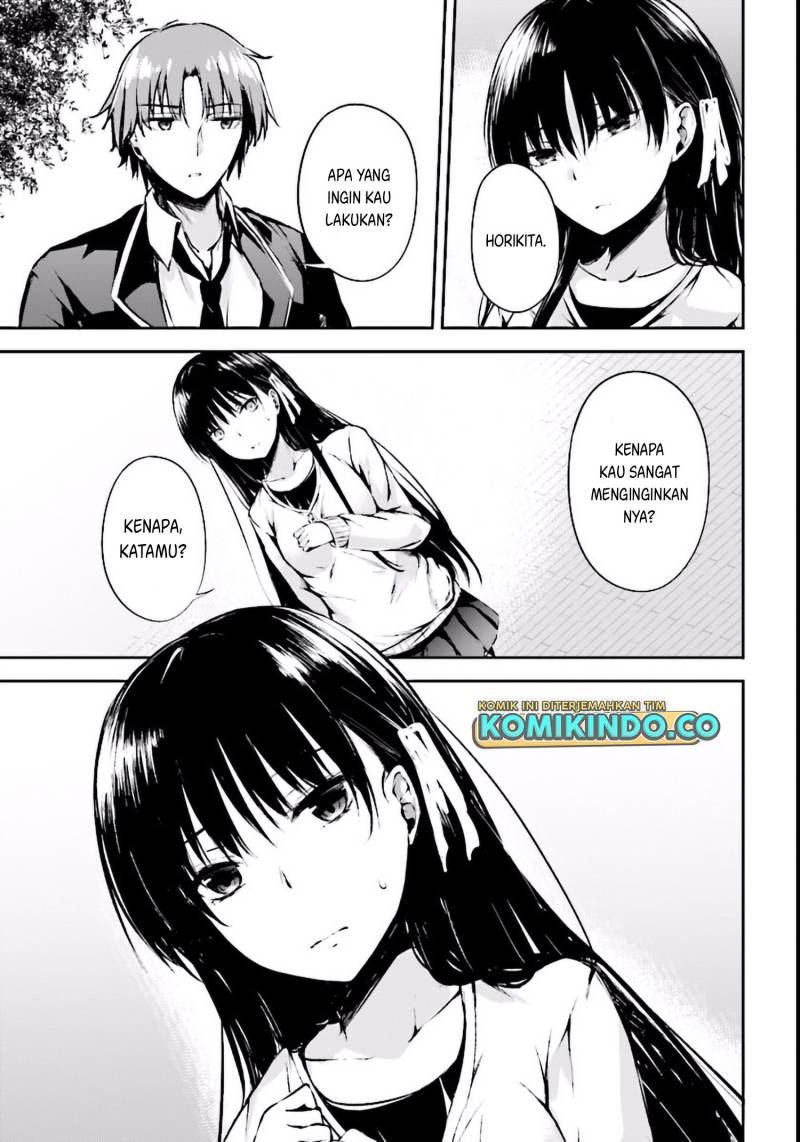 HORIKITA.
APA YANG
INGIN KAU
LAKUKAN?
KENAPA
KAU SANGAT
MENGINGINKAN
NYA?
KENAPA,
KATAMU?
KOMIK INI DITERJEMAHKAN TIM
KOMIKINDO.CO